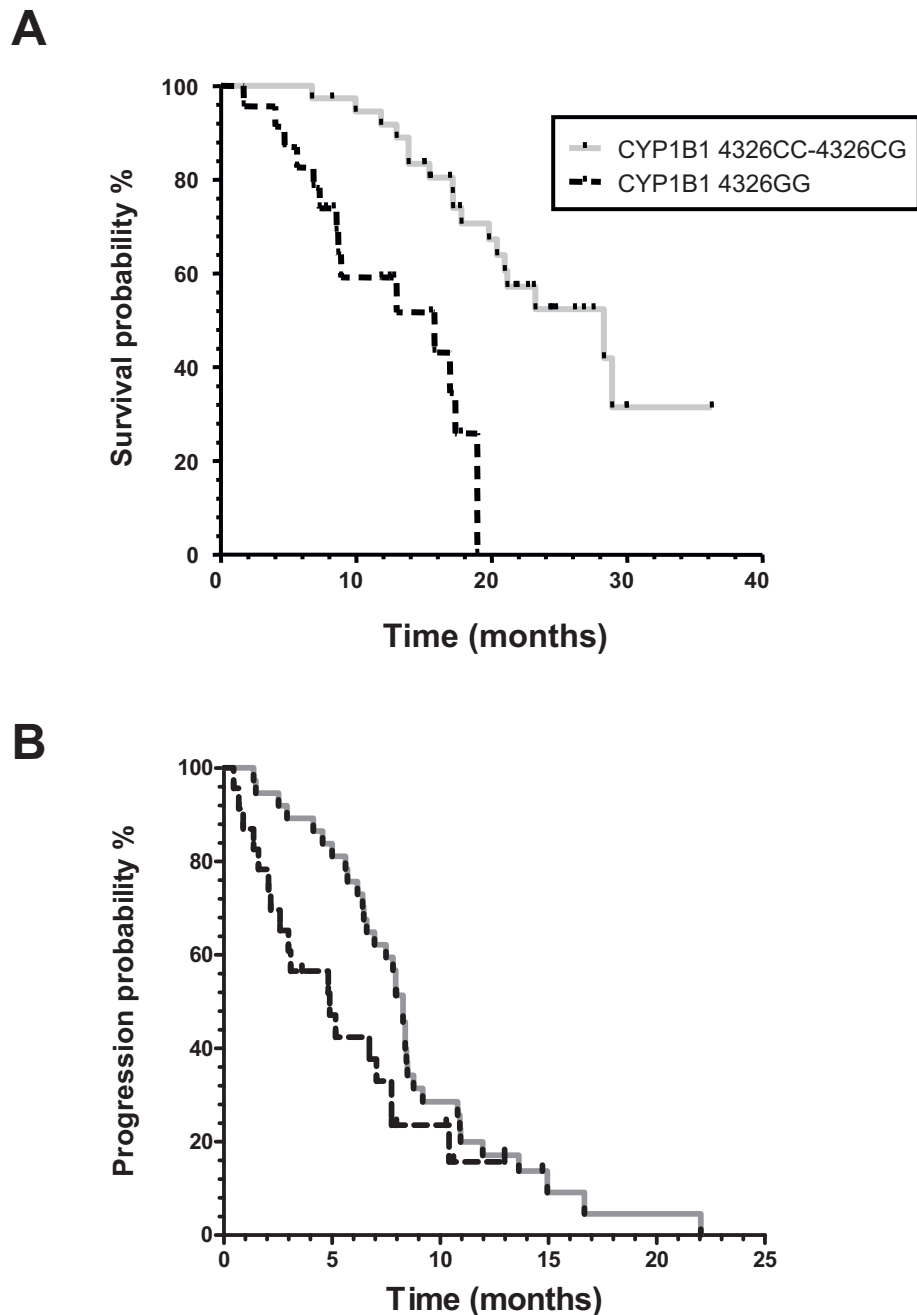 A
Survival probability %
100
80
60
40
20
0
0 10 20 30 40
Time (months)
CYP1B1 4326CC-4326CG
CYP1B1 4326GG
B
Progression probability %
100
80
60
40
20
0
0 5 10 15 20 25
Time (months)